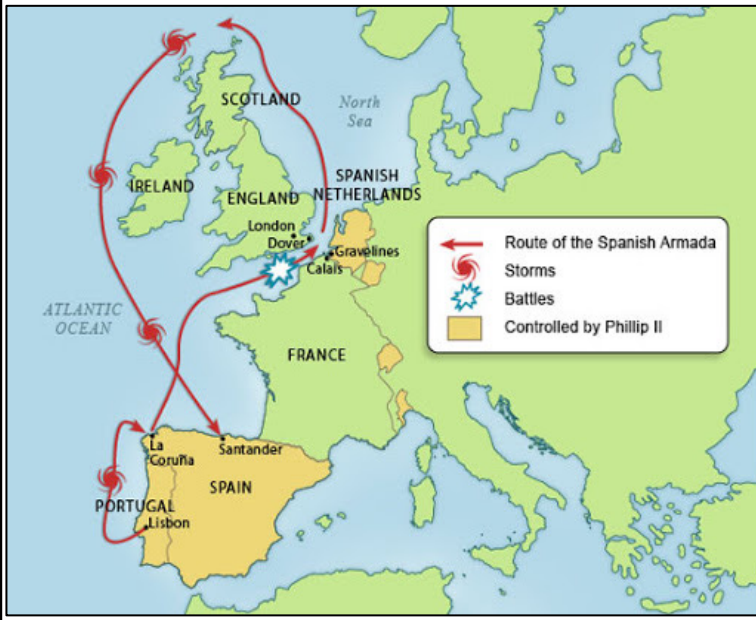 SCOTLAND
North
Sea
IRELAND
ENGLAND
SPANISH
NETHERLANDS
London
Dover
Gravelines
Calais
Route of the Spanish Armada
Storms
Battles
Controlled by Phillip II
ATLANTIC
OCEAN
FRANCE
La
Coruña
Santander
SPAIN
PORTUGAL
Lisbon